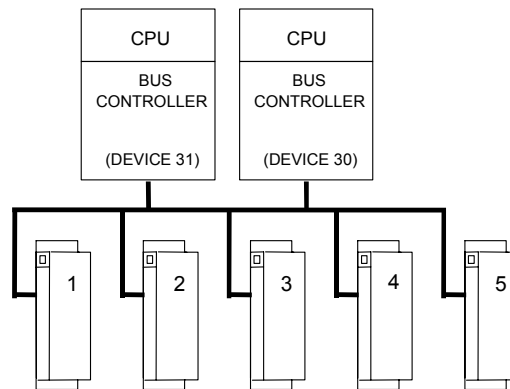 CPU
BUS
CONTROLLER
(DEVICE 31)
CPU
BUS
CONTROLLER
(DEVICE 30)
1
2
3
4
5